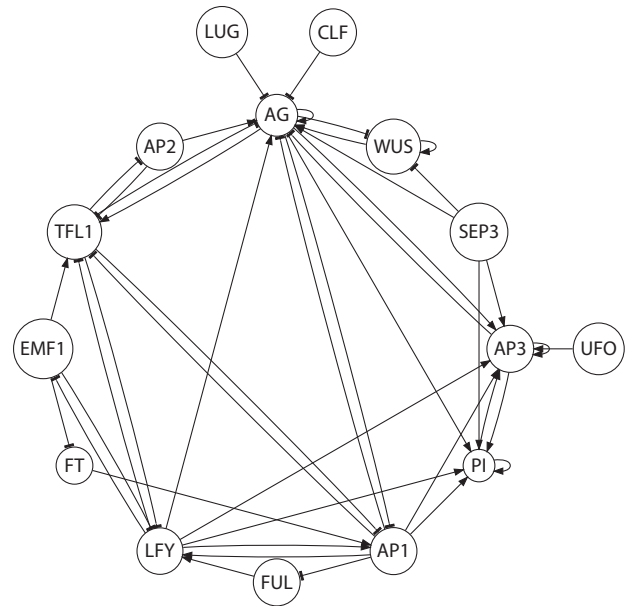 LUG
CLF
AG
AP2
WUS
TFL1
SEP3
EMF1
AP3
UFO
FT
PI
LFY
AP1
FUL